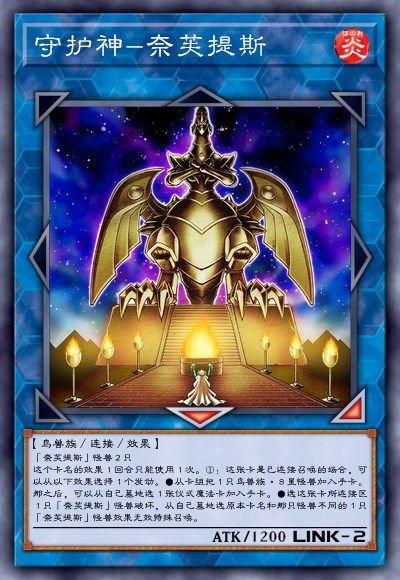 守护神-奈芙提斯
ほのお
炎
【鸟兽族／连接／效果】
「奈芙提斯」怪兽2只
这个卡名的效果1回合只能使用1次。①：这张卡是已连接召唤的场合，可
以从以下效果选择1个发动。●从卡组把1只鸟兽族·8星怪兽加入手卡。
那之后，可以从自己墓地选1张仪式魔法卡加入手卡。●选这张卡所连接区
1只「奈芙提斯」怪兽破坏，从自己墓地选原本卡名和那只怪兽不同的1只
「奈芙提斯」怪兽效果无效特殊召唤。
ATK/1200 LINK-2